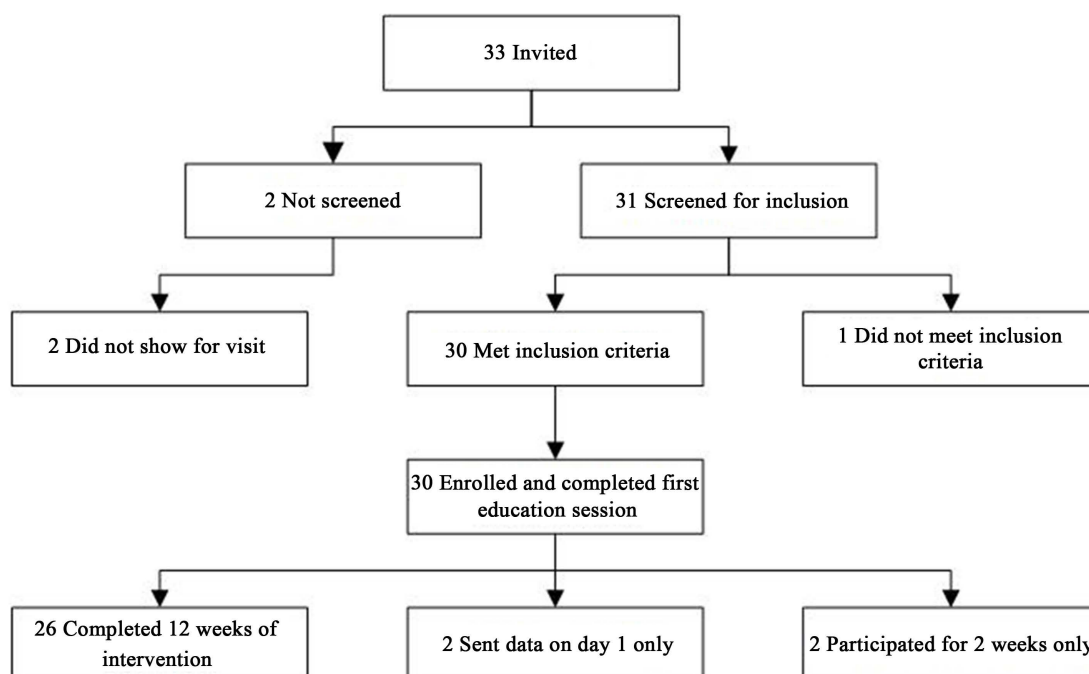 33 Invited
2 Not screened
31 Screened for inclusion
2 Did not show for visit
30 Met inclusion criteria
1 Did not meet inclusion
criteria
30 Enrolled and completed first
education session
26 Completed 12 weeks of
intervention
2 Sent data on day 1 only
2 Participated for 2 weeks only